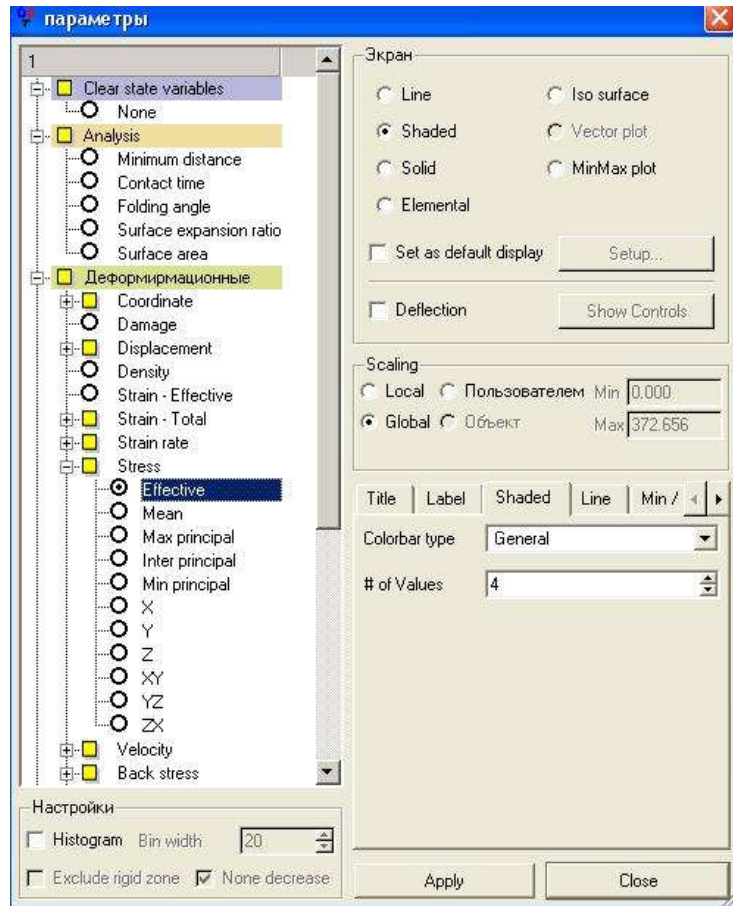 параметры
1
Clear state variables
None
Analysis
Minimum distance
Contact time
Folding angle
Surface expansion ratio
Surface area
Деформирмационные
Coordinate
Damage
Displacement
Density
Strain - Effective
Strain - Total
Strain rate
Stress
Effective
Mean
Max principal
Inter principal
Min principal
X
Y
Z
XY
YZ
ZX
Velocity
Back stress
Настройки
Histogram Bin width 20
Exclude rigid zone None decrease
Экран
Line Iso surface
Shaded Vector plot
Solid MinMax plot
Elemental
Set as default display Setup...
Deflection Show Controls
Scaling
Local Пользователем Min 0.000
Global Объект Max 372.656
Title Label Shaded Line Min /
Colorbar type General
# of Values 4
Apply Close